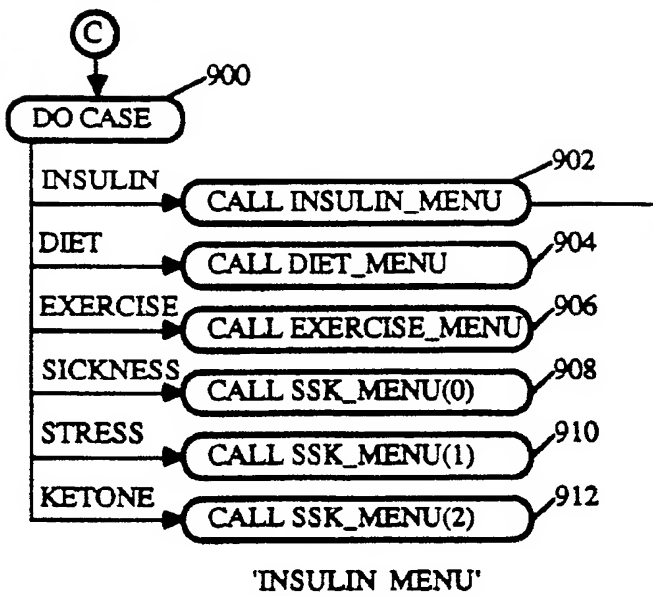 C
900
DO CASE
INSULIN
CALL INSULIN_MENU
902
DIET
CALL DIET_MENU
904
EXERCISE
CALL EXERCISE_MENU
906
SICKNESS
CALL SSK_MENU(0)
908
STRESS
CALL SSK_MENU(1)
910
KETONE
CALL SSK_MENU(2)
912
'INSULIN MENU'